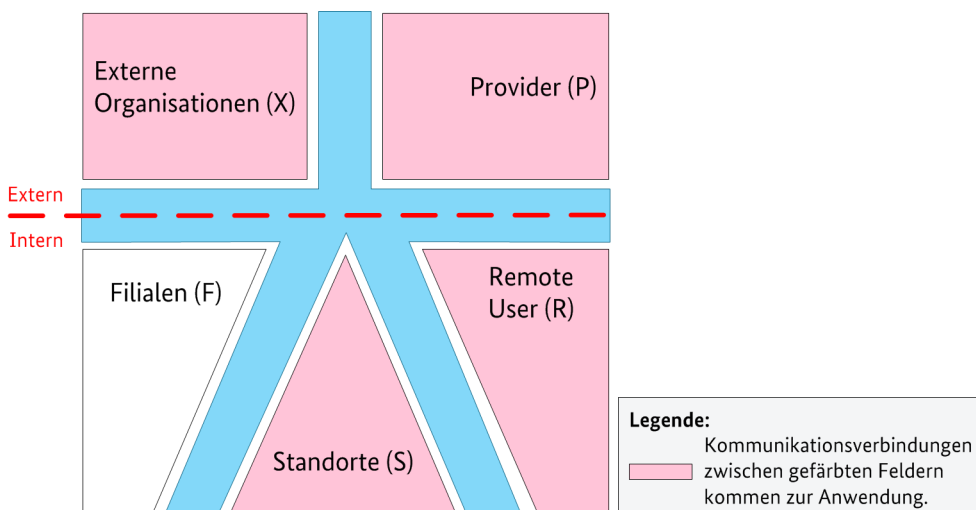 Externe
Organisationen (X)
Provider (P)
Extern
Intern
Filialen (F)
Remote
User (R)
Standorte (S)
Legende:
Kommunikationsverbindungen
zwischen gefärbten Feldern
kommen zur Anwendung.